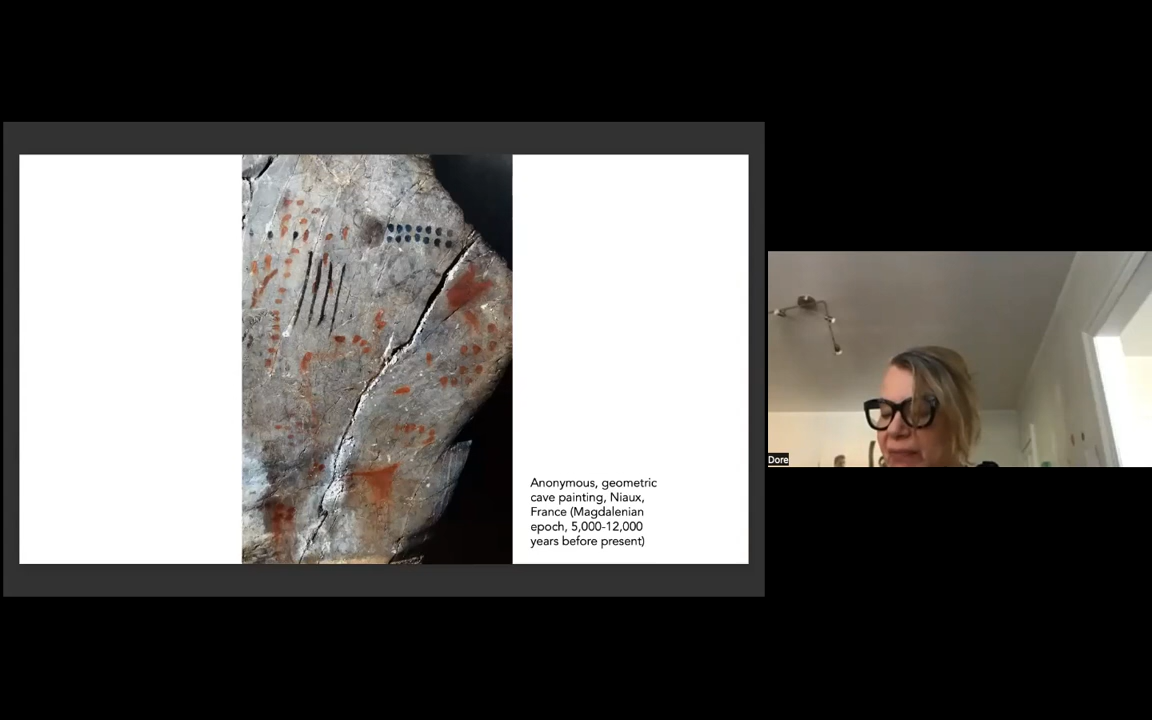 Anonymous, geometric
cave painting, Niaux,
France (Magdalenian
epoch, 5,000-12,000
years before present)
Dore